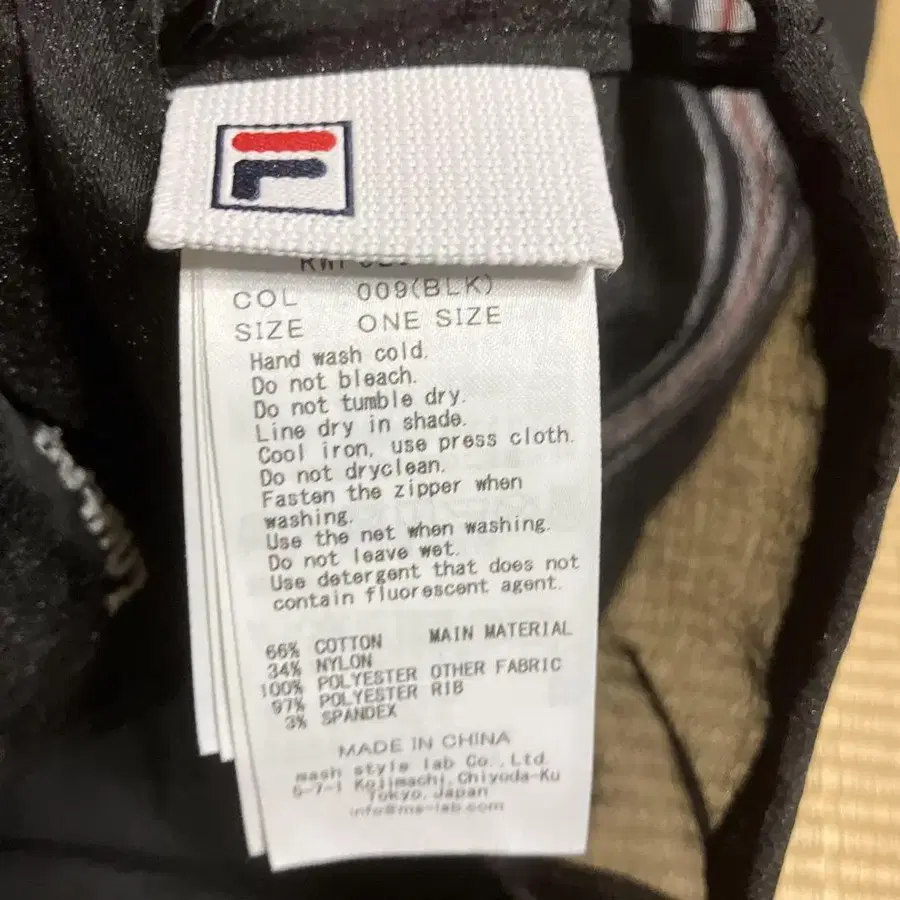 COL 009(BLK)
SIZE ONE SIZE
Hand wash cold.
Do not bleach.
Do not tumble dry.
Line dry in shade.
Cool iron, use press cloth.
Do not dryclean.
Fasten the zipper when
washing.
Use the net when washing.
Do not leave wet.
Use detergent that does not
contain fluorescent agent.
66% COTTON MAIN MATERIAL
34% NYLON
100% POLYESTER OTHER FABRIC
97% POLYESTER RIB
3% SPANDEX
MADE IN CHINA
mash style lab Co., Ltd.
5-7-1 Kojimachi, Chiyoda-Ku
Tokyo, Japan
info@ms-lab.com